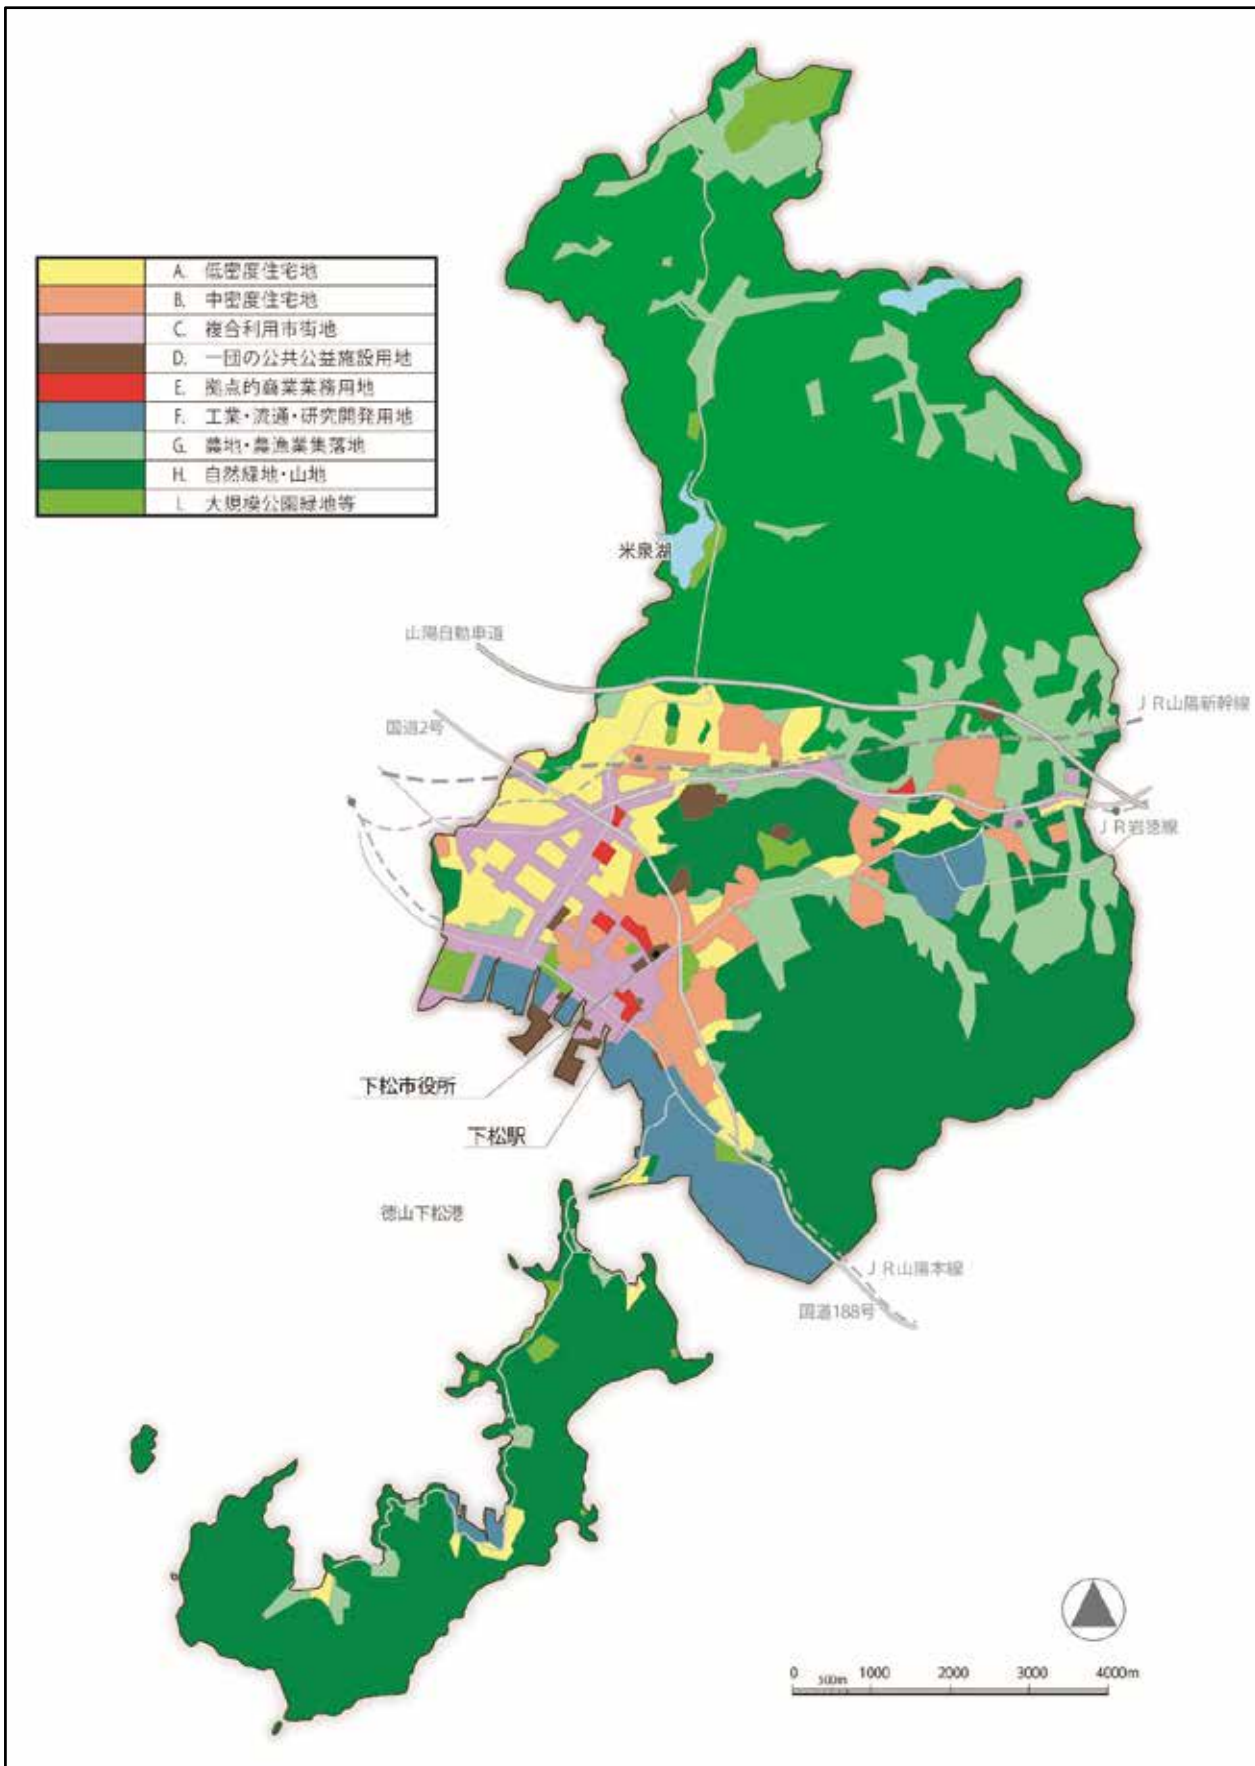 A. 低密度住宅地
B. 中密度住宅地
C. 複合利用市街地
D. 一団の公共公益施設用地
E. 拠点的商業業務用地
F. 工業・流通・研究開発用地
G. 農地・農漁業集落地
H. 自然緑地・山地
I. 大規模公園緑地等
米泉湖
山陽自動車道
JR山陽新幹線
国道2号
JR岩徳線
下松市役所
下松駅
徳山下松港
JR山陽本線
国道188号
0 500m 1000 2000 3000 4000m